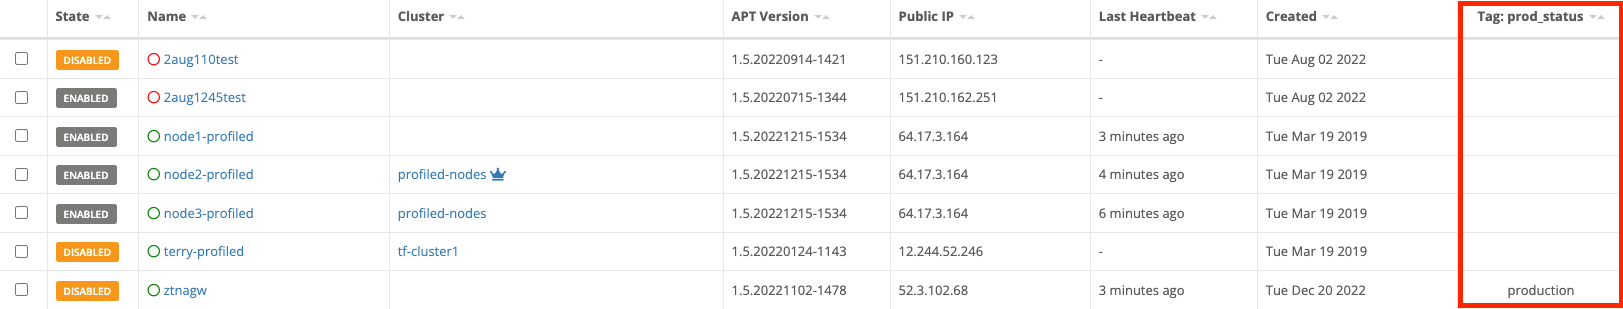 State Name Cluster APT Version Public IP Last Heartbeat Created Tag: prod_status
DISABLED 2aug110test 1.5.20220914-1421 151.210.160.123 - Tue Aug 02 2022
ENABLED 2aug1245test 1.5.20220715-1344 151.210.162.251 - Tue Aug 02 2022
ENABLED node1-profiled 1.5.20221215-1534 64.17.3.164 3 minutes ago Tue Mar 19 2019
ENABLED node2-profiled profiled-nodes 1.5.20221215-1534 64.17.3.164 4 minutes ago Tue Mar 19 2019
ENABLED node3-profiled profiled-nodes 1.5.20221215-1534 64.17.3.164 6 minutes ago Tue Mar 19 2019
DISABLED terry-profiled tf-cluster1 1.5.20220124-1143 12.244.52.246 - Tue Mar 19 2019
DISABLED ztnagw 1.5.20221102-1478 52.3.102.68 3 minutes ago Tue Dec 20 2022 production